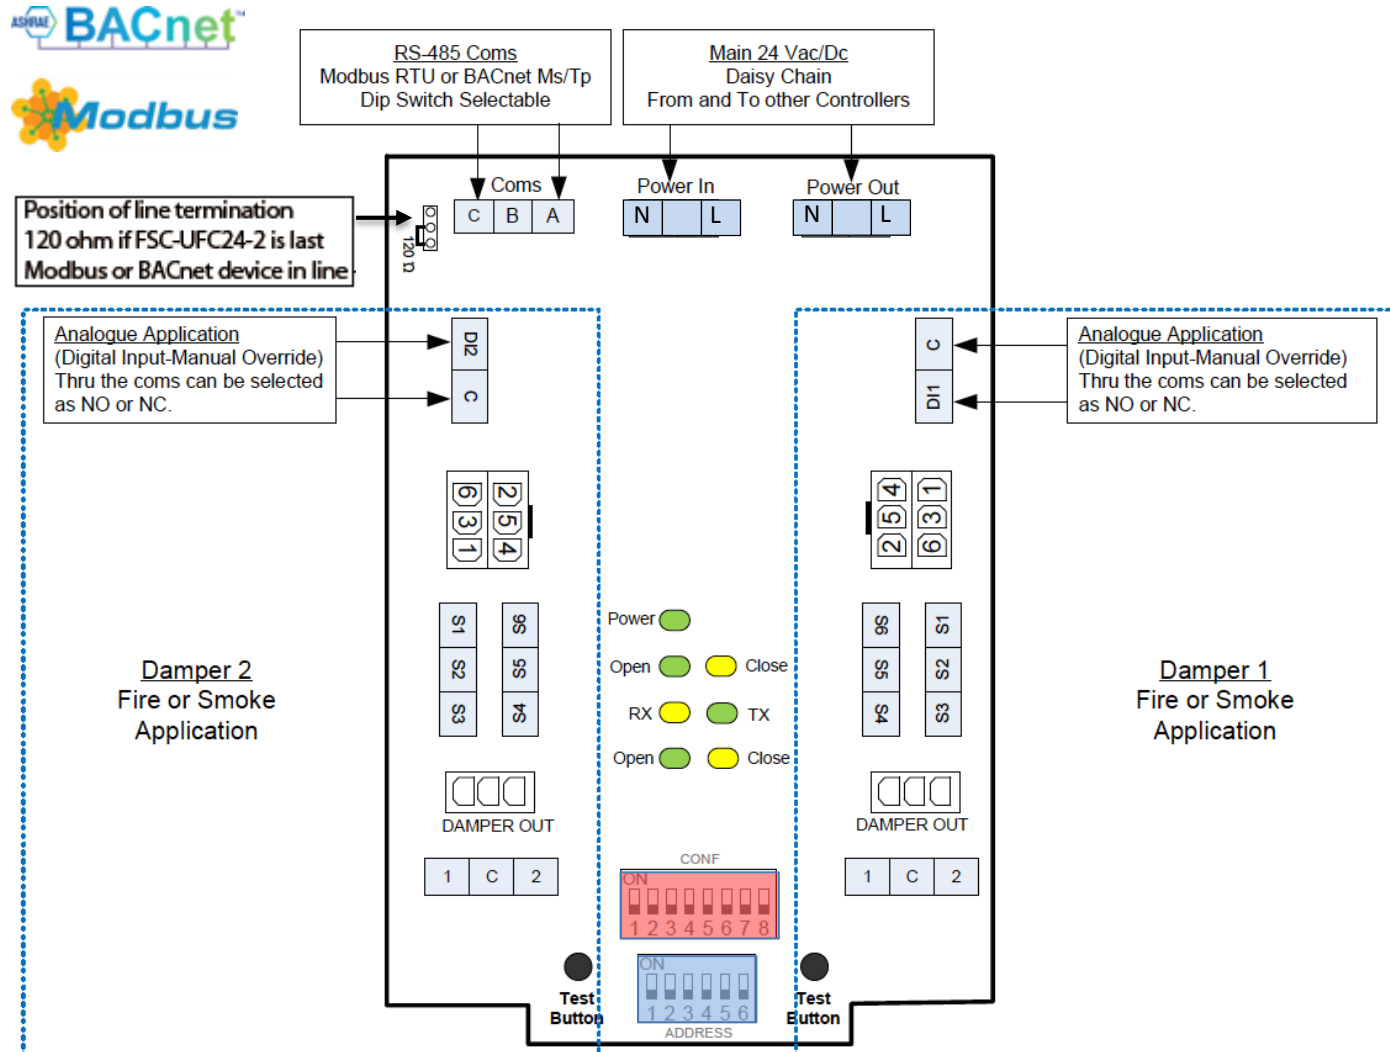 ASHRAE BACnet™
Modbus
RS-485 Coms
Modbus RTU or BACnet Ms/Tp
Dip Switch Selectable
Main 24 Vac/Dc
Daisy Chain
From and To other Controllers
Position of line termination
120 ohm if FSC-UFC24-2 is last
Modbus or BACnet device in line
120 Ω
Coms
C B A
Power In
N L
Power Out
N L
Analogue Application
(Digital Input-Manual Override)
Thru the coms can be selected
as NO or NC.
DI2
C
C
DI1
Analogue Application
(Digital Input-Manual Override)
Thru the coms can be selected
as NO or NC.
6 2
3 5
1 4
4 1
5 3
2 6
S1 S6
S2 S5
S3 S4
Power
Open Close
RX TX
Open Close
S6 S1
S5 S2
S4 S3
Damper 2
Fire or Smoke
Application
Damper 1
Fire or Smoke
Application
DAMPER OUT
1 C 2
DAMPER OUT
1 C 2
CONF
ON
1 2 3 4 5 6 7 8
ON
1 2 3 4 5 6
ADDRESS
Test
Button
Test
Button